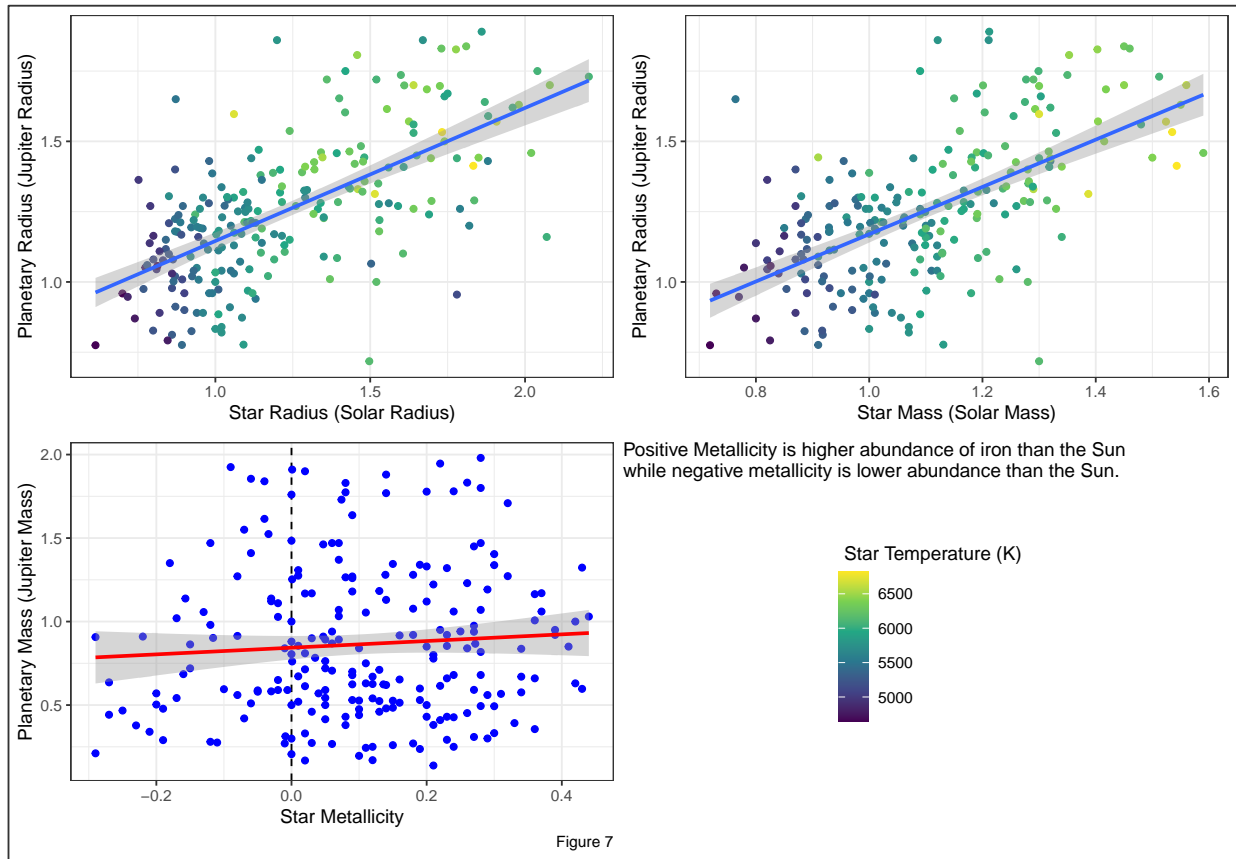 Planetary Radius (Jupiter Radius)
1.5
1.0
1.0
1.5
2.0
Star Radius (Solar Radius)
Planetary Radius (Jupiter Radius)
1.5
1.0
0.8
1.0
1.2
1.4
1.6
Star Mass (Solar Mass)
Planetary Mass (Jupiter Mass)
2.0
1.5
1.0
0.5
−0.2
0.0
0.2
0.4
Star Metallicity
Positive Metallicity is higher abundance of iron than the Sun
while negative metallicity is lower abundance than the Sun.
Star Temperature (K)
6500
6000
5500
5000
Figure 7